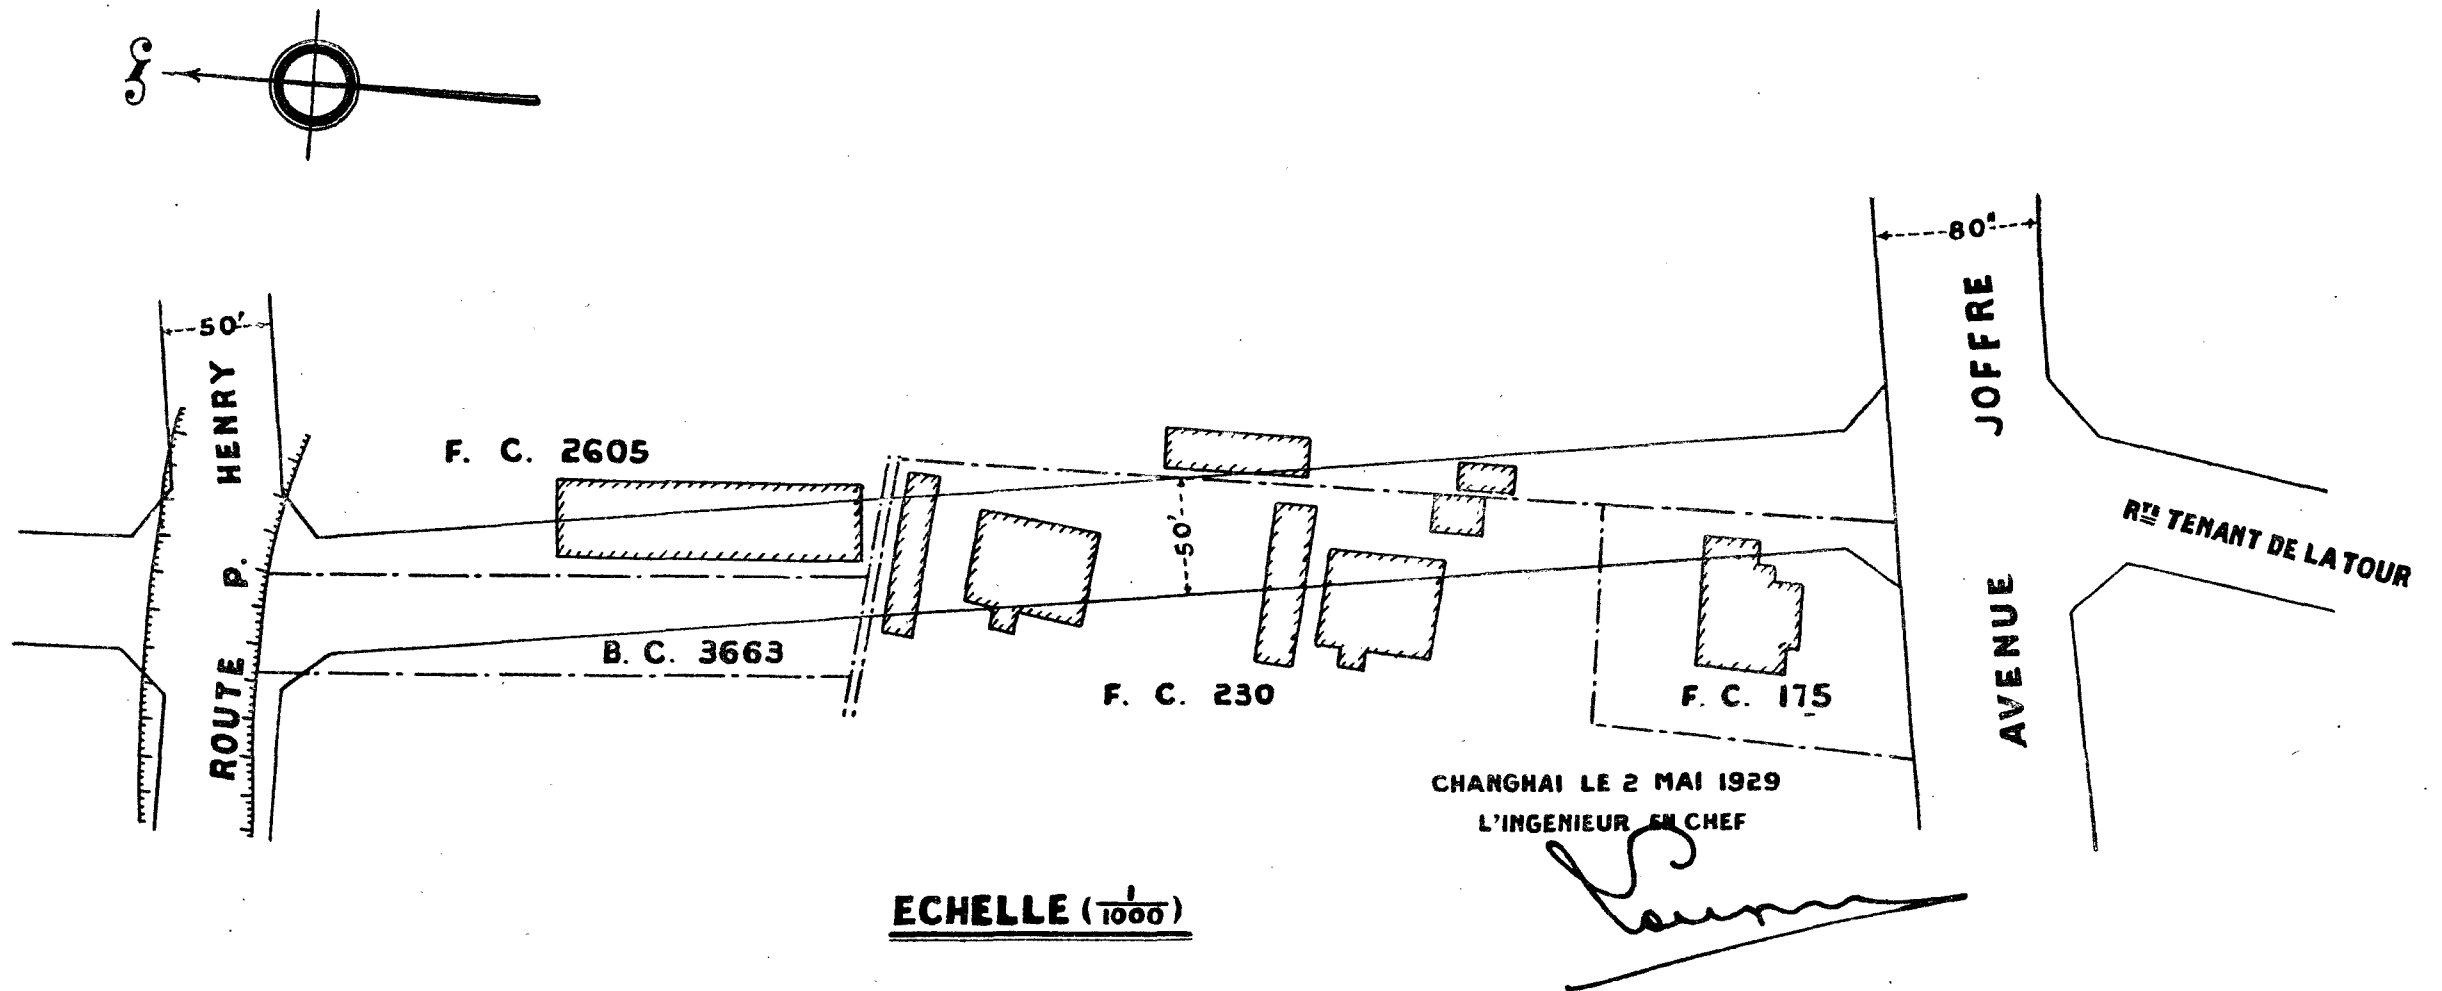 50'
ROUTE P. HENRY
F. C. 2605
B. C. 3663
50'
F. C. 230
F. C. 175
80"
AVENUE JOFFRE
RTE TENANT DE LA TOUR
CHANGHAI LE 2 MAI 1929
L'INGENIEUR EN CHEF
ECHELLE (1/1000)